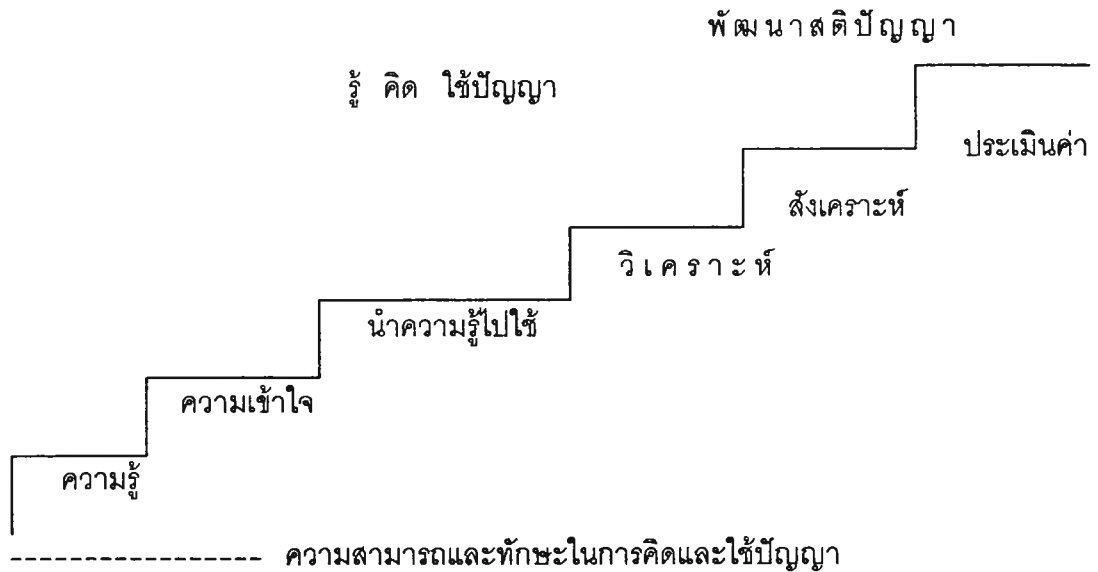 พัฒนาสติปัญญา
รู้ คิด ใช้ปัญญา
ประเมินค่า
สังเคราะห์
วิเคราะห์
นำความรู้ไปใช้
ความเข้าใจ
ความรู้
ความสามารถและทักษะในการคิดและใช้ปัญญา